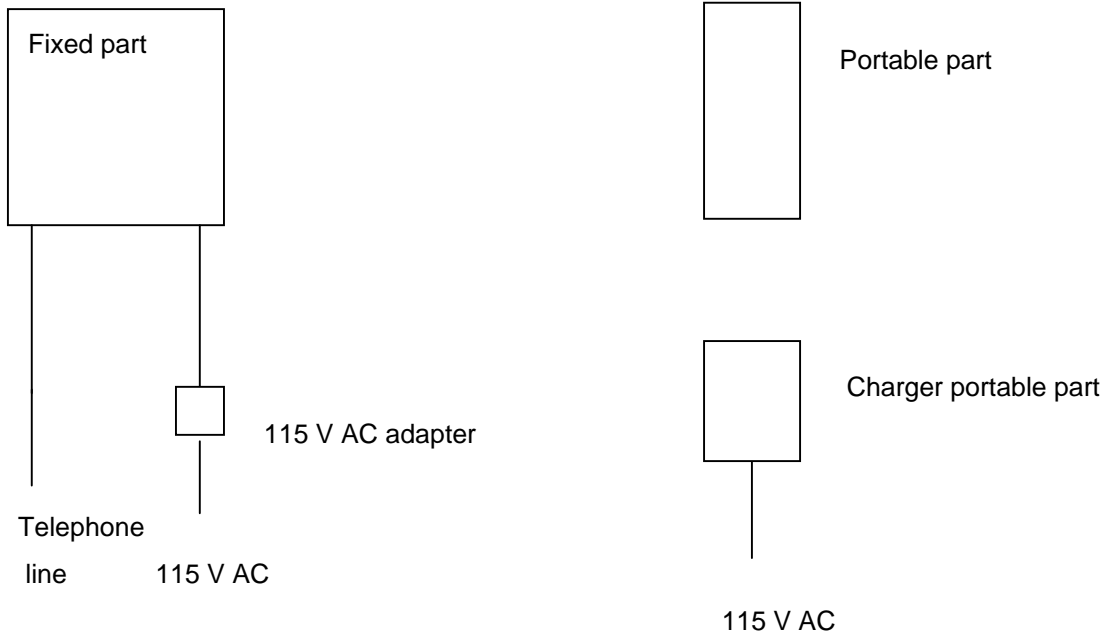 Fixed part
Portable part
Charger portable part
115 V AC adapter
Telephone
line
115 V AC
115 V AC